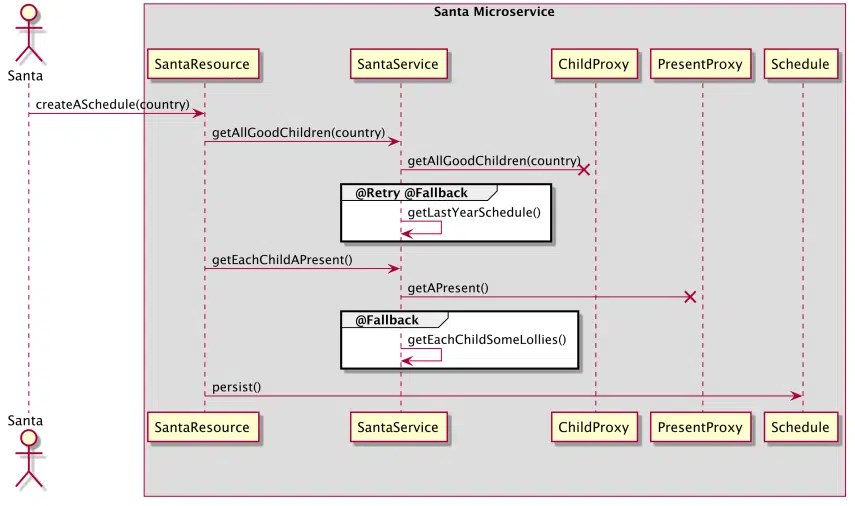 Santa Microservice
SantaResource SantaService ChildProxy PresentProxy Schedule
Santa
createASchedule(country)
getAllGoodChildren(country)
getAllGoodChildren(country)
@Retry @Fallback
getLastYearSchedule()
getEachChildAPresent()
getAPresent()
@Fallback
getEachChildSomeLollies()
persist()
Santa
SantaResource SantaService ChildProxy PresentProxy Schedule